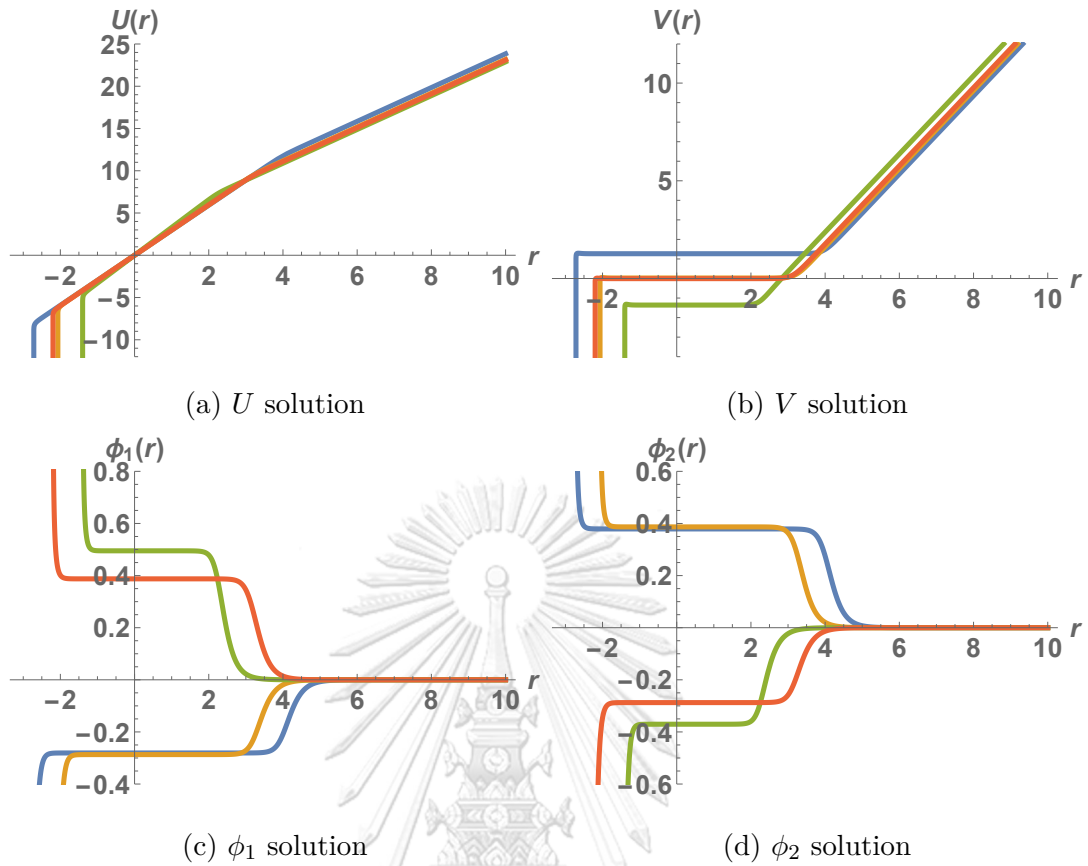 U(r)
25
20
15
10
5
-2 2 4 6 8 10 r
-5
-10
(a) U solution
V(r)
10
5
-2 2 4 6 8 10 r
(b) V solution
ϕ1(r)
0.8
0.6
0.4
0.2
-2 2 4 6 8 10 r
-0.2
-0.4
(c) ϕ1 solution
ϕ2(r)
0.6
0.4
0.2
-2 2 4 6 8 10 r
-0.2
-0.4
-0.6
(d) ϕ2 solution